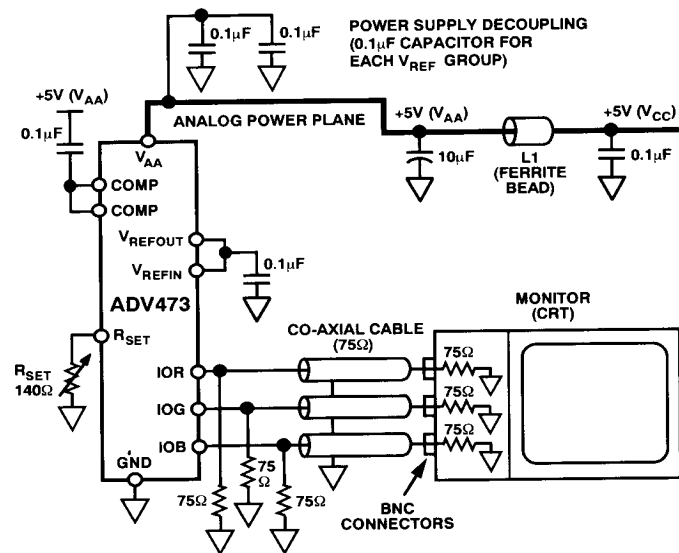 0.1μF
0.1μF
POWER SUPPLY DECOUPLING
(0.1μF CAPACITOR FOR
EACH VREF GROUP)
+5V (VAA)
0.1μF
ANALOG POWER PLANE
+5V (VAA)
+5V (VCC)
10μF
L1
(FERRITE
BEAD)
0.1μF
VAA
COMP
COMP
VREFOUT
VREFIN
0.1μF
ADV473
RSET
RSET
140Ω
IOR
IOG
IOB
GND
CO-AXIAL CABLE
(75Ω)
MONITOR
(CRT)
75Ω
75Ω
75Ω
75Ω
75
Ω
75Ω
BNC
CONNECTORS